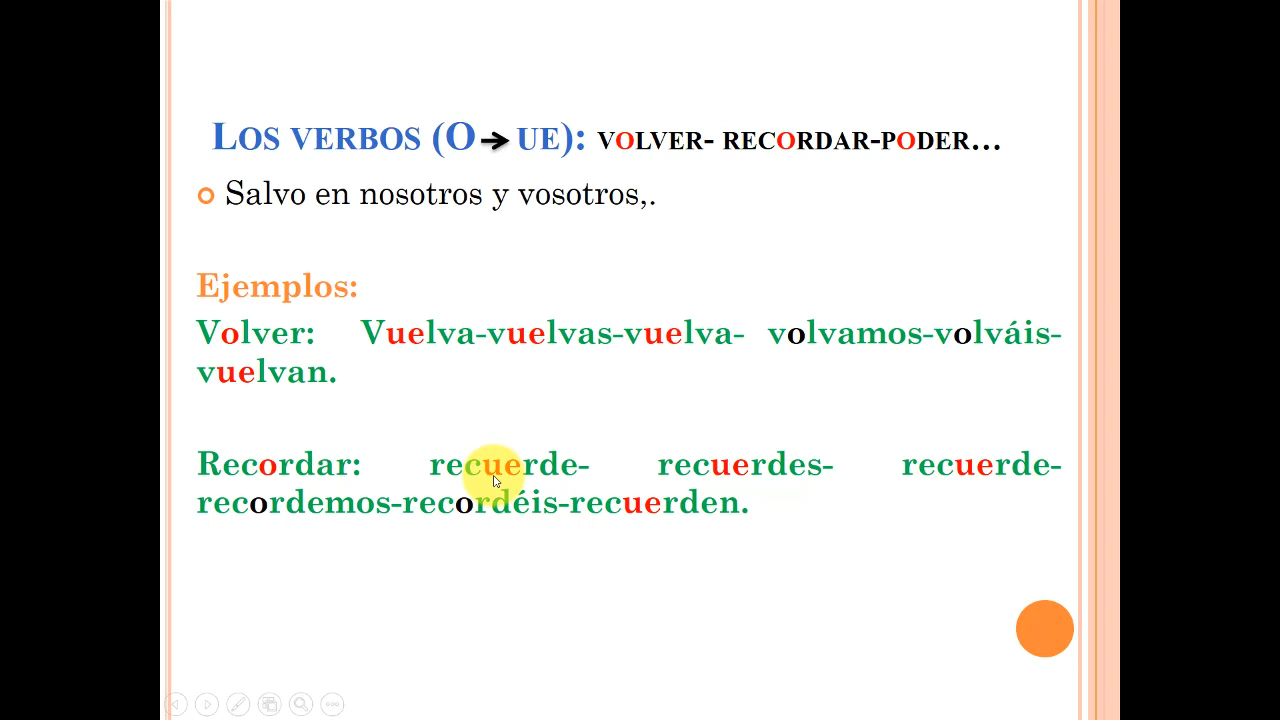 LOS VERBOS (O→UE): VOLVER- RECORDAR-PODER...
Salvo en nosotros y vosotros,.
Ejemplos:
Volver: Vuelva-vuelvas-vuelva- volvamos-volváis-
vuelvan.
Recordar: recuerde- recuerdes- recuerde-
recordemos-recordéis-recuerden.